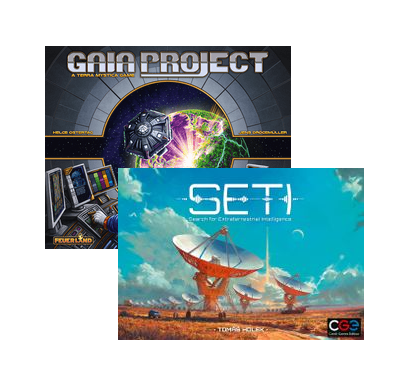 GAIA PROJECT
A TERRA MYSTICA GAME
HELGE OSTERTAG
JENS DRÖGEMÜLLER
FEUERLAND
SETI
Search for Extraterrestrial Intelligence
- TOMÁŠ HOLEK -
CGE
Czech Games Edition